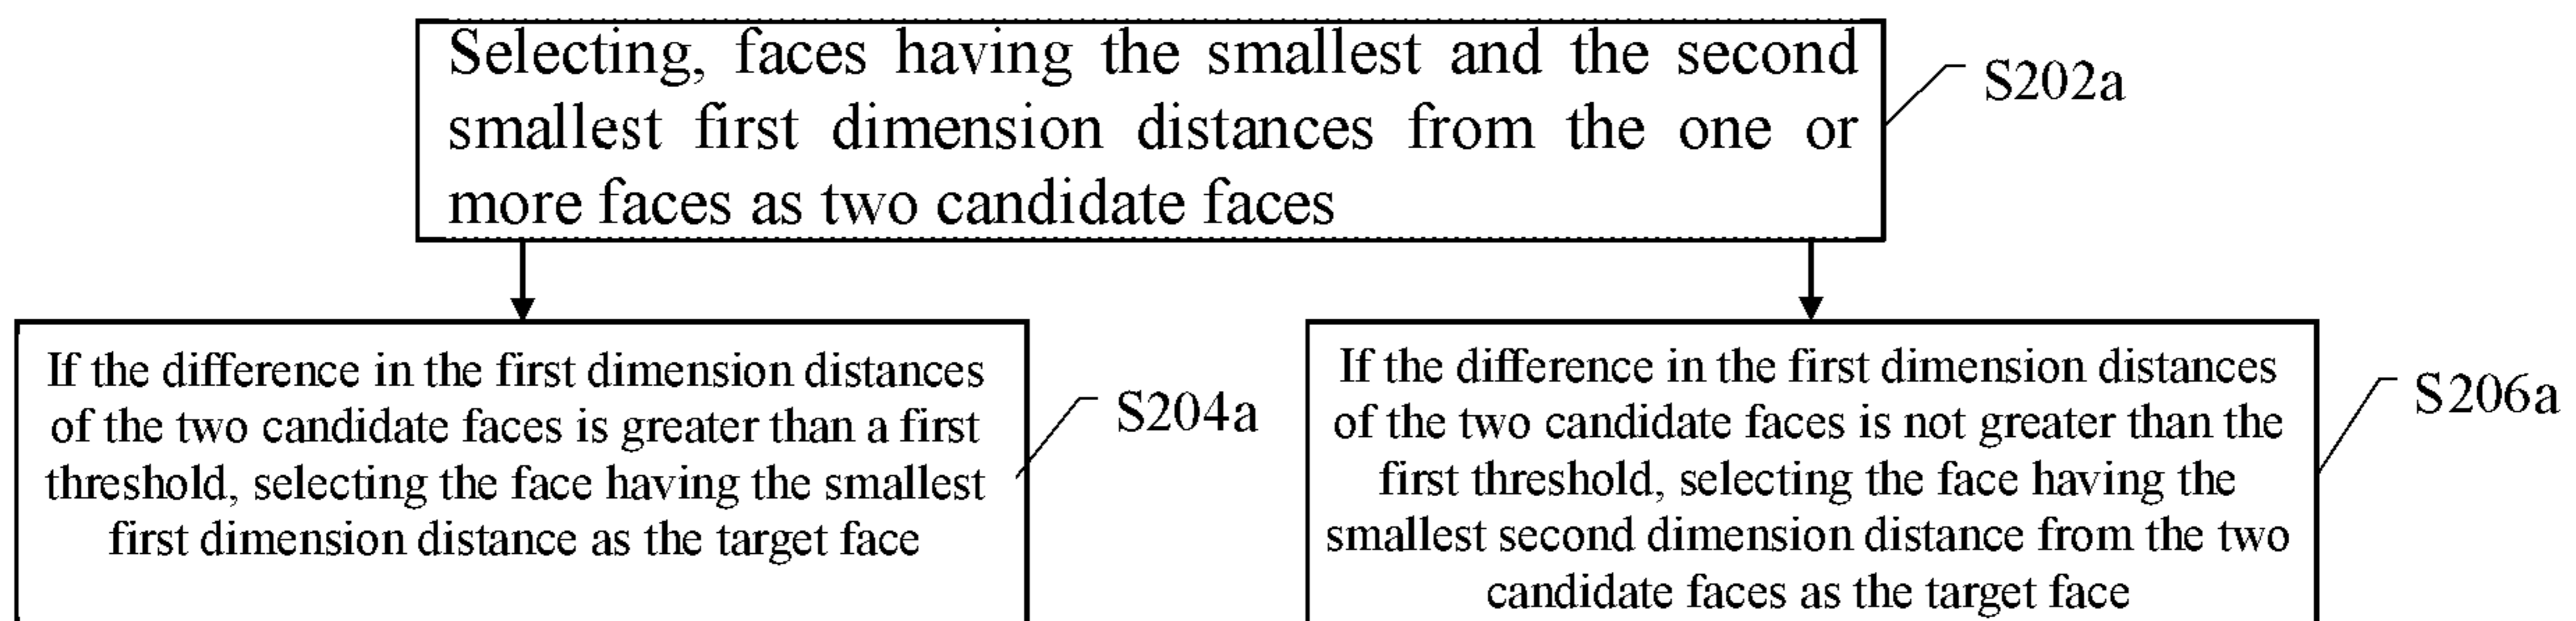 Selecting, faces having the smallest and the second
smallest first dimension distances from the one or
more faces as two candidate faces
S202a
If the difference in the first dimension distances
of the two candidate faces is greater than a first
threshold, selecting the face having the smallest
first dimension distance as the target face
S204a
If the difference in the first dimension distances
of the two candidate faces is not greater than the
first threshold, selecting the face having the
smallest second dimension distance from the two
candidate faces as the target face
S206a